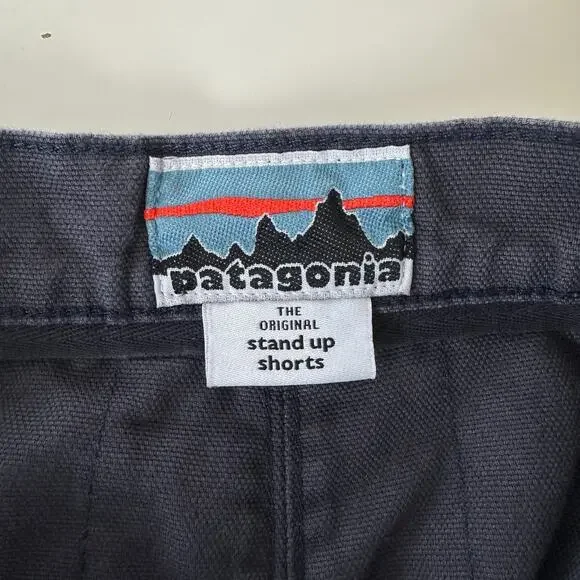 patagonia
THE
ORIGINAL
stand up
shorts